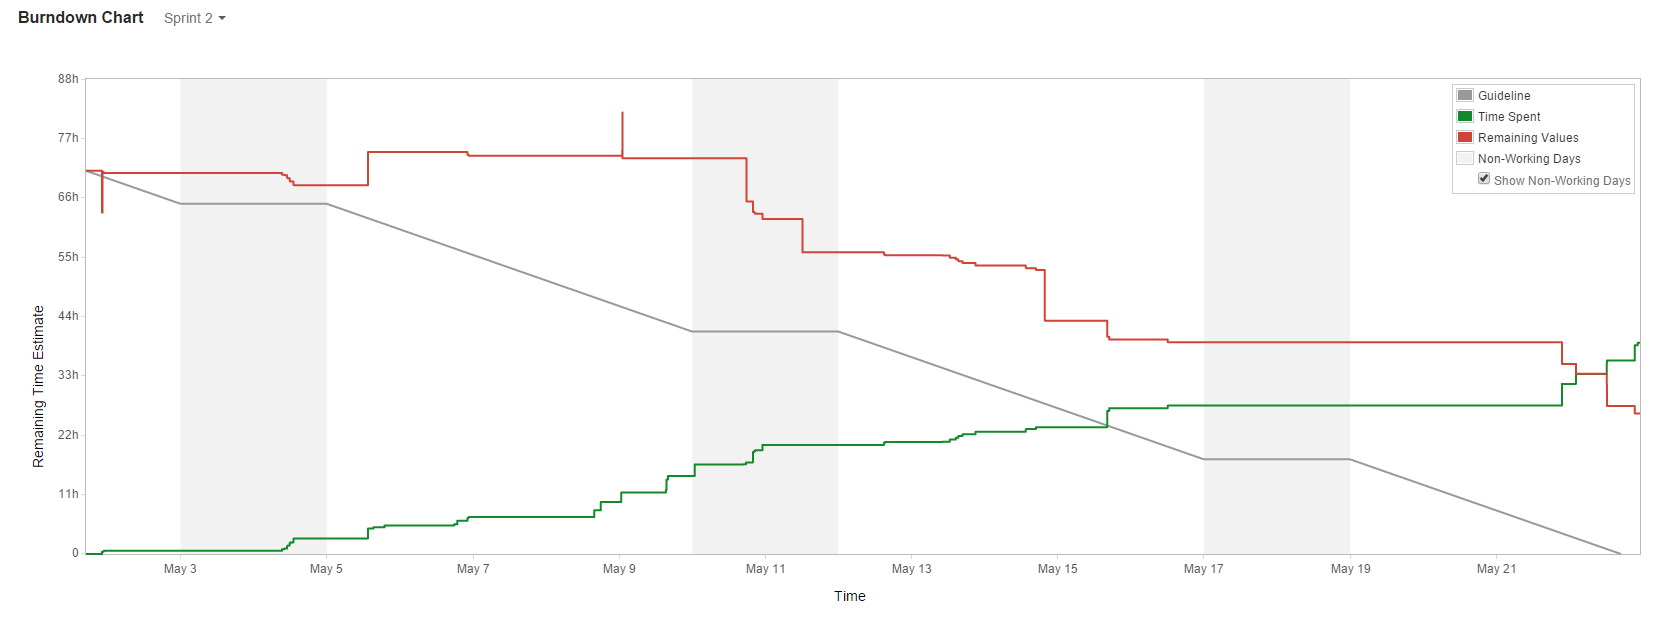 Burndown Chart Sprint 2
88h
77h
66h
55h
44h
33h
22h
11h
0
Remaining Time Estimate
Guideline
Time Spent
Remaining Values
Non-Working Days
Show Non-Working Days
May 3 May 5 May 7 May 9 May 11 May 13 May 15 May 17 May 19 May 21
Time